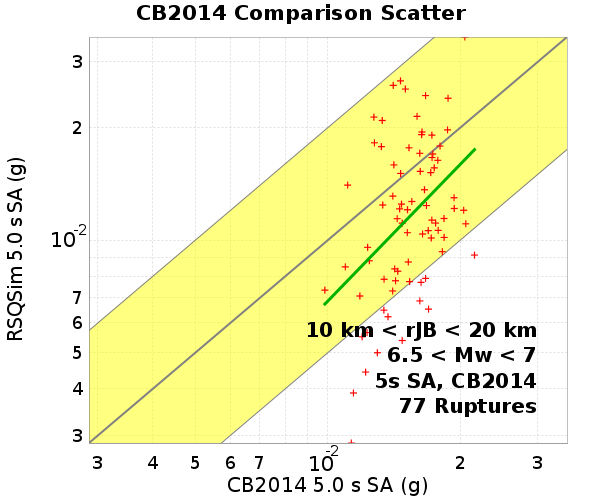 CB2014 Comparison Scatter
RSQSim 5.0 s SA (g)
3
2
10-2
7
6
5
4
3
10 km < rJB < 20 km
6.5 < Mw < 7
5s SA, CB2014
77 Ruptures
3 4 5 6 7 10-2 2 3
CB2014 5.0 s SA (g)